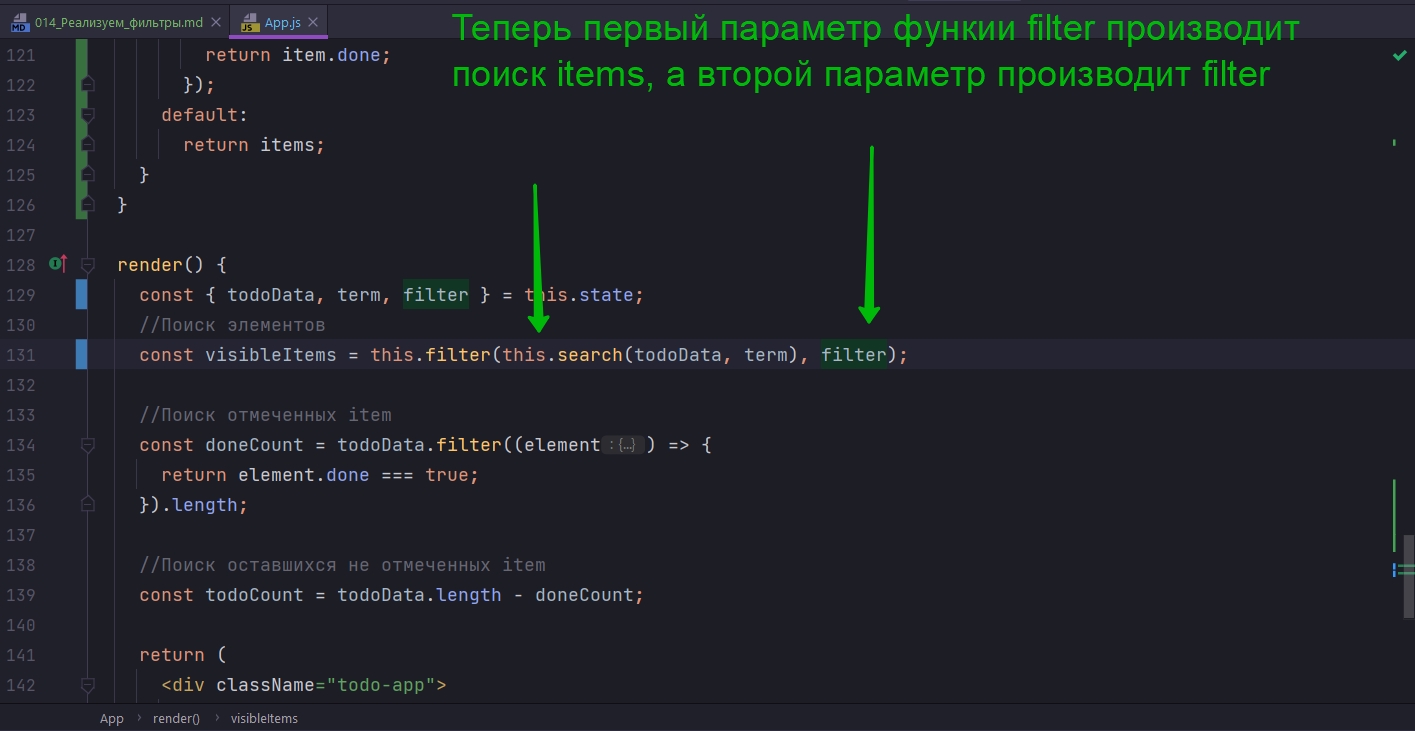 014_Реализуем_фильтры.md App.js
Теперь первый параметр функии filter производит
поиск items, а второй параметр производит filter
121 return item.done;
122 });
123 default:
124 return items;
125 }
126 }
127
128 render() {
129 const { todoData, term, filter } = this.state;
130 //Поиск элементов
131 const visibleItems = this.filter(this.search(todoData, term), filter);
132
133 //Поиск отмеченных item
134 const doneCount = todoData.filter((element : {...} ) => {
135 return element.done === true;
136 }).length;
137
138 //Поиск оставшихся не отмеченных item
139 const todoCount = todoData.length - doneCount;
140
141 return (
142 <div className="todo-app">
App › render() › visibleItems